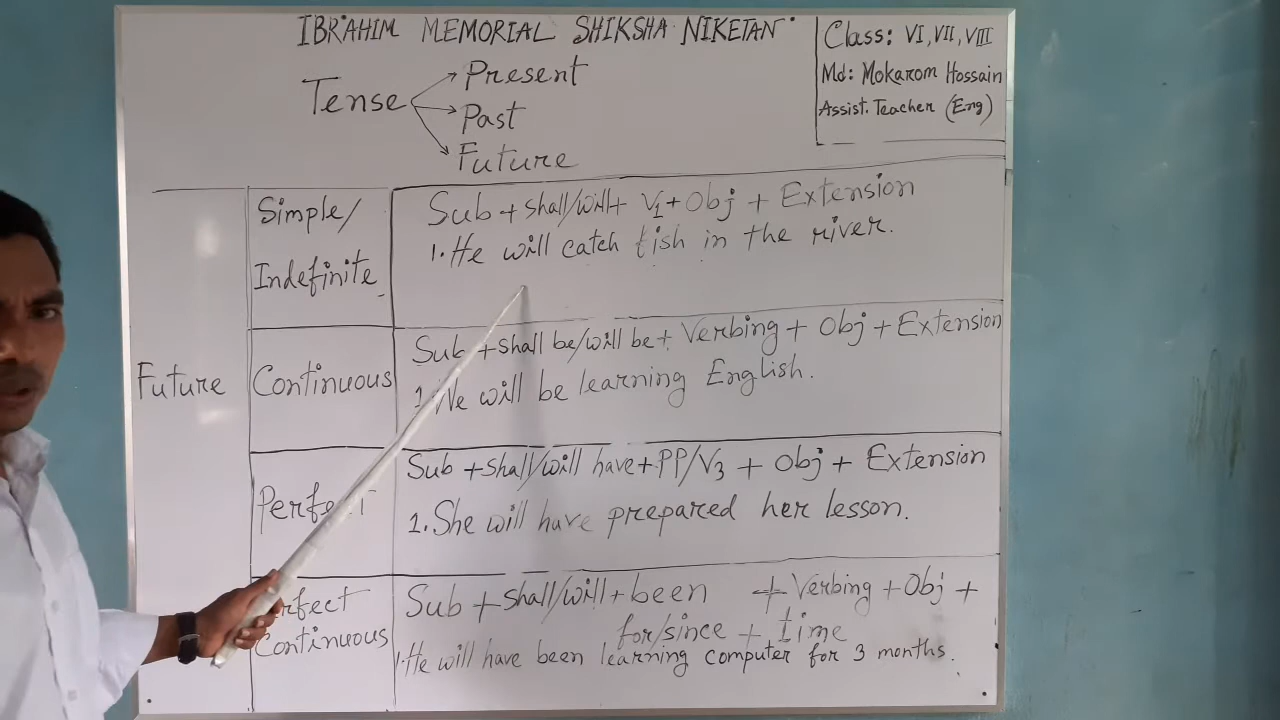 IBRAHIM MEMORIAL SHIKSHA NIKETAN
Class: VI, VII, VIII
Md: Mokarom Hossain
Assist. Teacher (Eng)
Tense
Present
Past
Future
Future
Simple/
Indefinite
Sub + shall/will + V1 + Obj + Extension
1. He will catch fish in the river.
Continuous
Sub + shall be/will be + Verbing + Obj + Extension
1. We will be learning English.
Perfect
Sub + shall/will have + PP/V3 + Obj + Extension
1. She will have prepared her lesson.
Perfect
Continuous
Sub + shall/will + been + Verbing + Obj +
for/since + time
1. He will have been learning computer for 3 months.